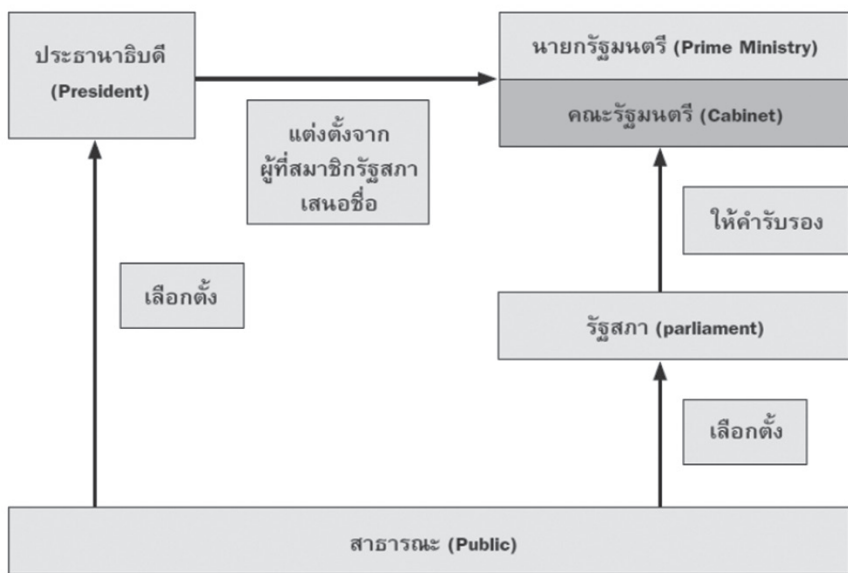 ประธานาธิบดี
(President)
นายกรัฐมนตรี (Prime Ministry)
คณะรัฐมนตรี (Cabinet)
แต่งตั้งจาก
ผู้ที่สมาชิกรัฐสภา
เสนอชื่อ
ให้คำรับรอง
เลือกตั้ง
รัฐสภา (parliament)
เลือกตั้ง
สาธารณะ (Public)